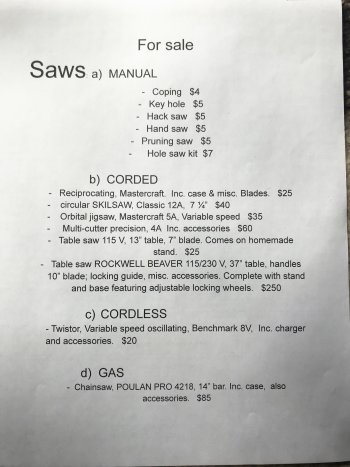 For sale
Saws a) MANUAL
- Coping $4
- Key hole $5
- Hack saw $5
- Hand saw $5
- Pruning saw $5
- Hole saw kit $7
b) CORDED
- Reciprocating, Mastercraft. Inc. case & misc. Blades. $25
- circular SKILSAW, Classic 12A, 7 ¼” $40
- Orbital jigsaw, Mastercraft 5A, Variable speed $35
- Multi-cutter precision, 4A Inc. accessories $60
- Table saw 115 V, 13” table, 7” blade. Comes on homemade
stand. $25
- Table saw ROCKWELL BEAVER 115/230 V, 37” table, handles
10” blade; locking guide, misc. accessories. Complete with stand
and base featuring adjustable locking wheels. $250
c) CORDLESS
- Twistor, Variable speed oscillating, Benchmark 8V, Inc. charger
and accessories. $20
d) GAS
- Chainsaw, POULAN PRO 4218, 14” bar. Inc. case, also
accessories. $85